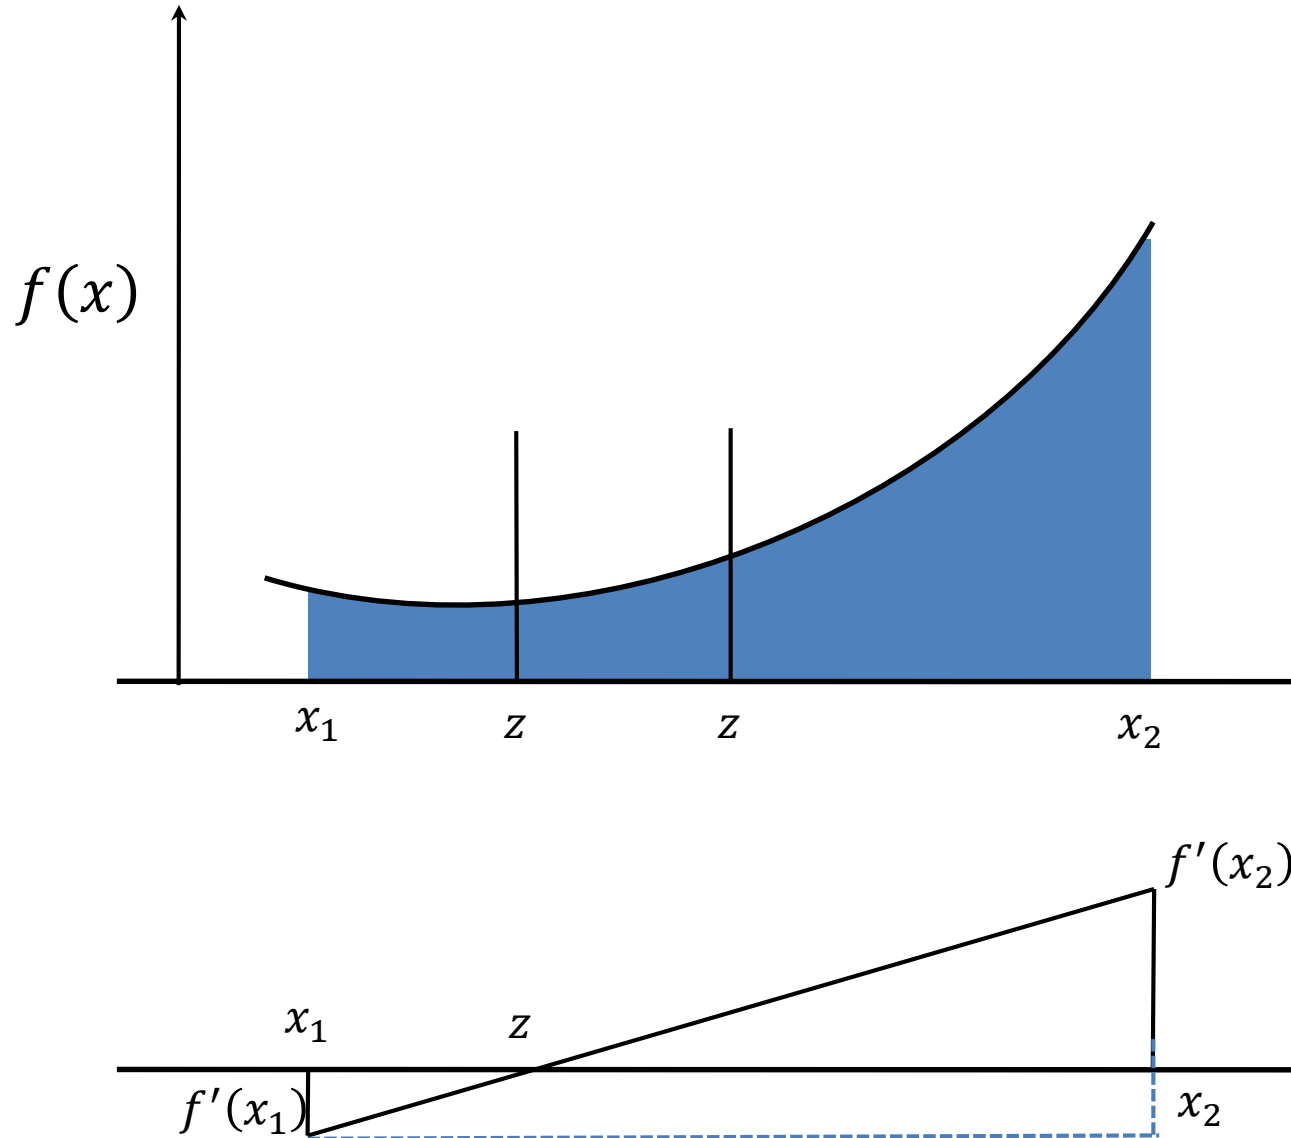 f(x)
x₁ z z x₂
f′(x₂)
x₁ z
f′(x₁) x₂